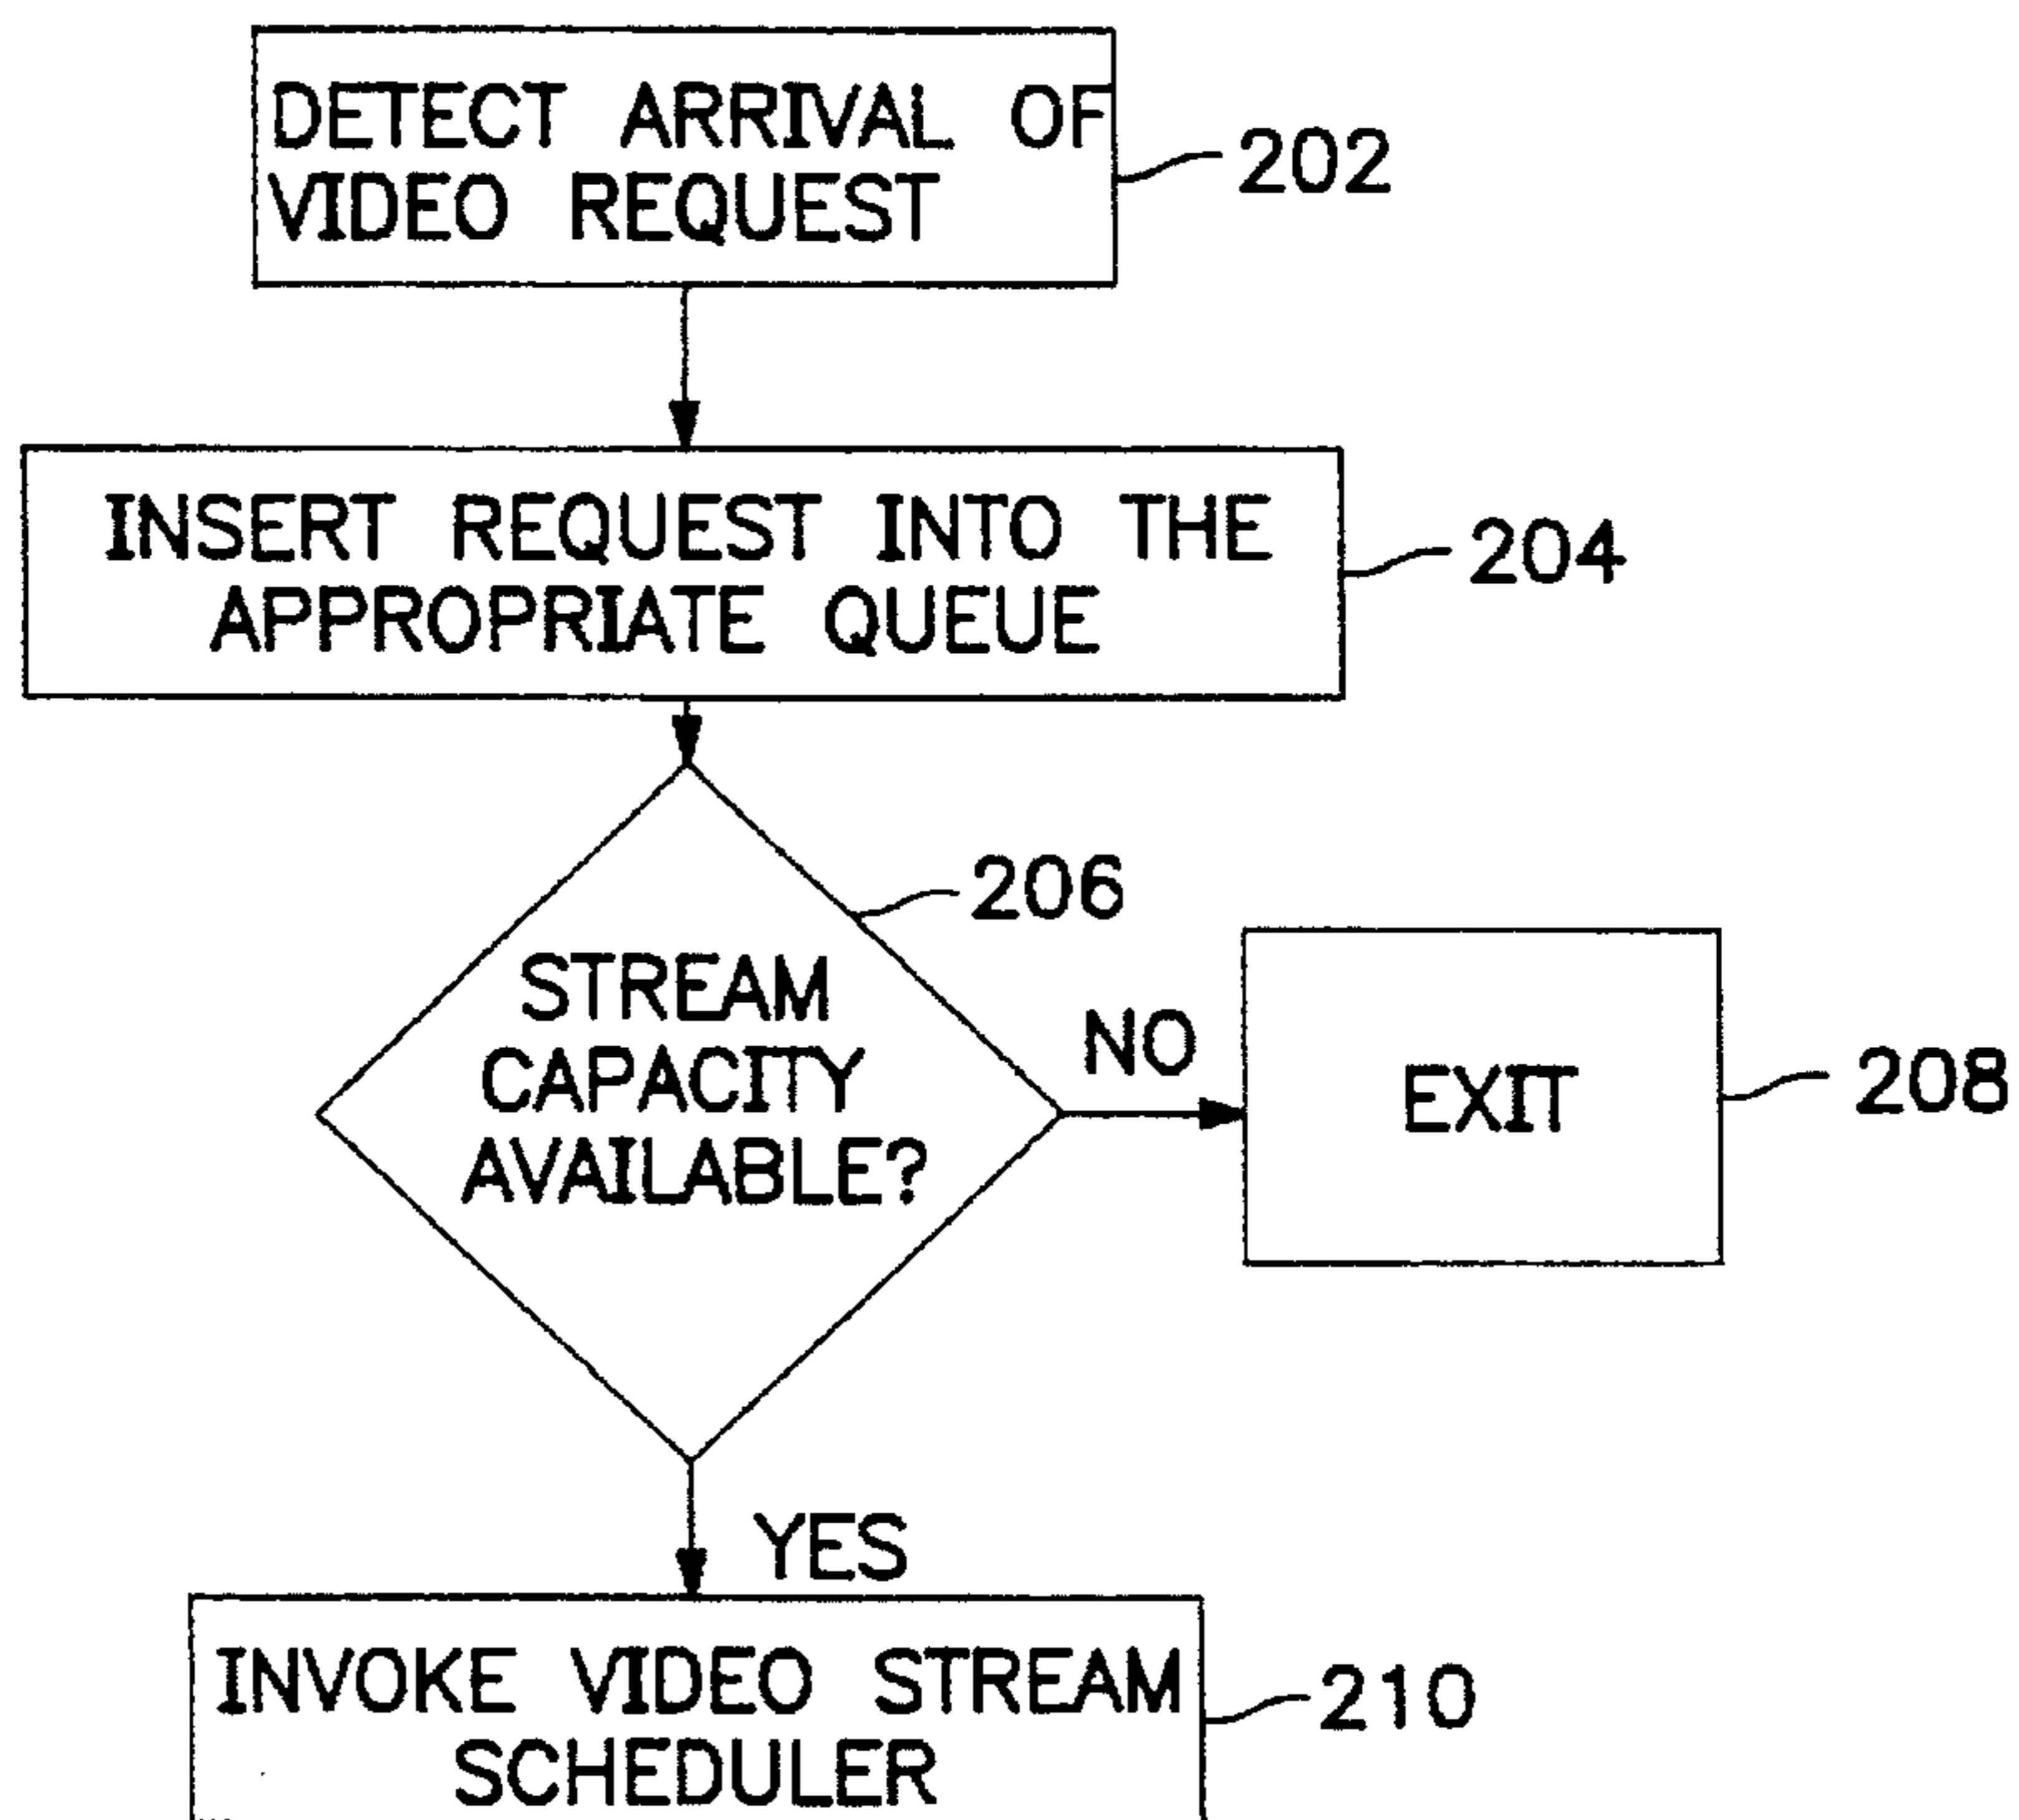 DETECT ARRIVAL OF
VIDEO REQUEST
202
INSERT REQUEST INTO THE
APPROPRIATE QUEUE
204
206
STREAM
CAPACITY
AVAILABLE?
NO
EXIT
208
YES
INVOKE VIDEO STREAM
SCHEDULER
210